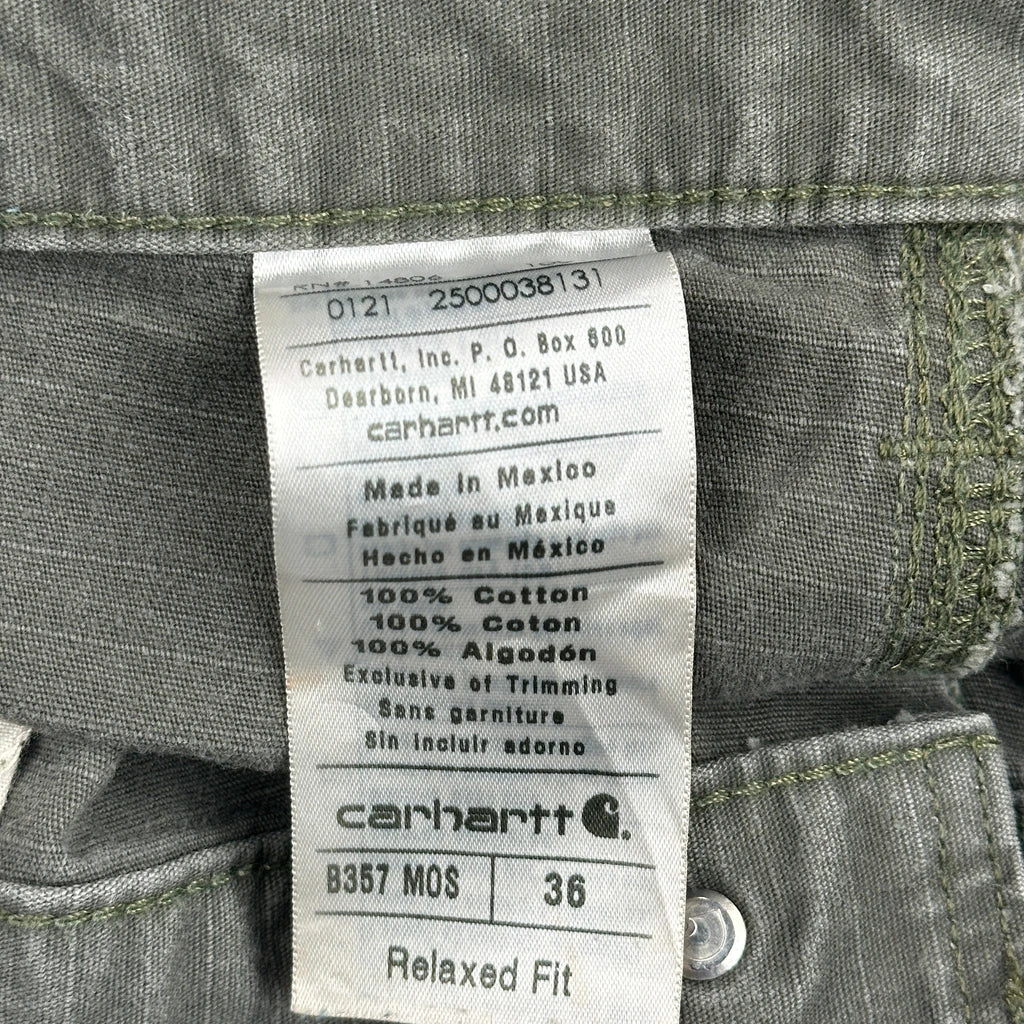 RN# 14806
0121 2500038131
Carhartt, Inc. P. O. Box 600
Dearborn, MI 48121 USA
carhartt.com
Made in Mexico
Fabriqué au Mexique
Hecho en México
100% Cotton
100% Coton
100% Algodón
Exclusive of Trimming
Sans garniture
Sin incluir adorno
carhartt
B357 MOS 36
Relaxed Fit